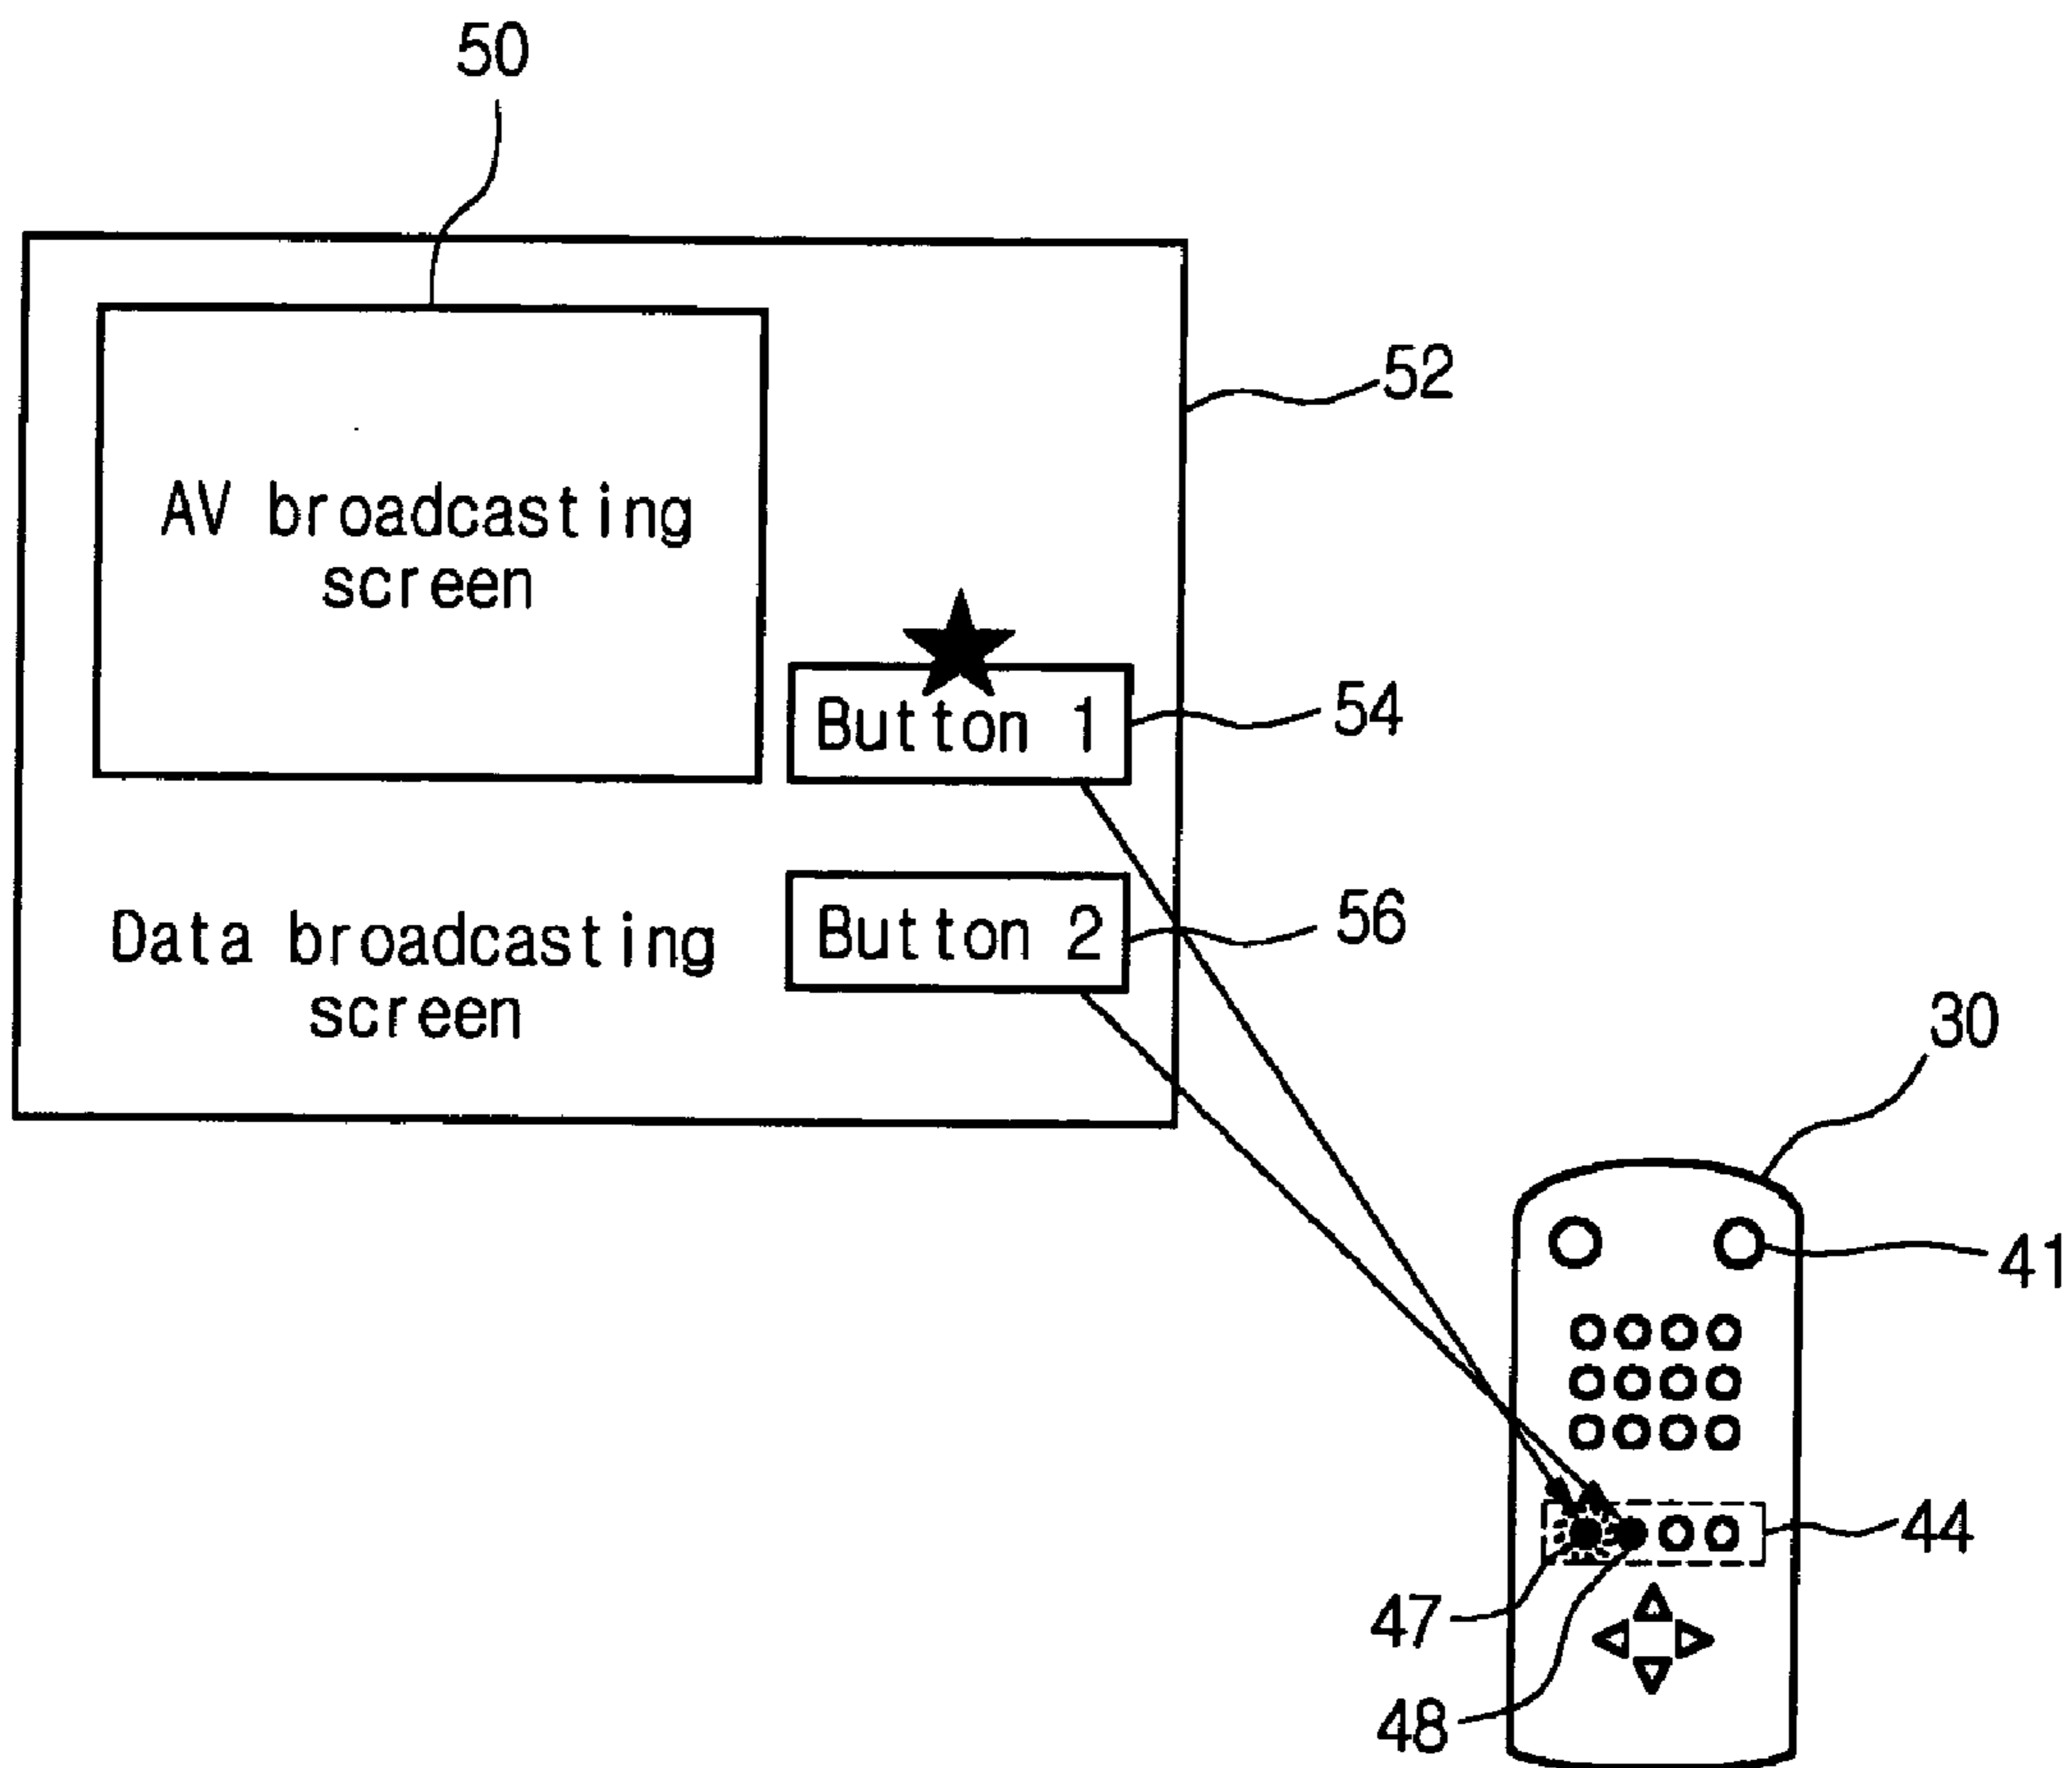 50
52
AV broadcasting
screen
Button 1
54
Button 2
56
Data broadcasting
screen
30
41
44
47
48